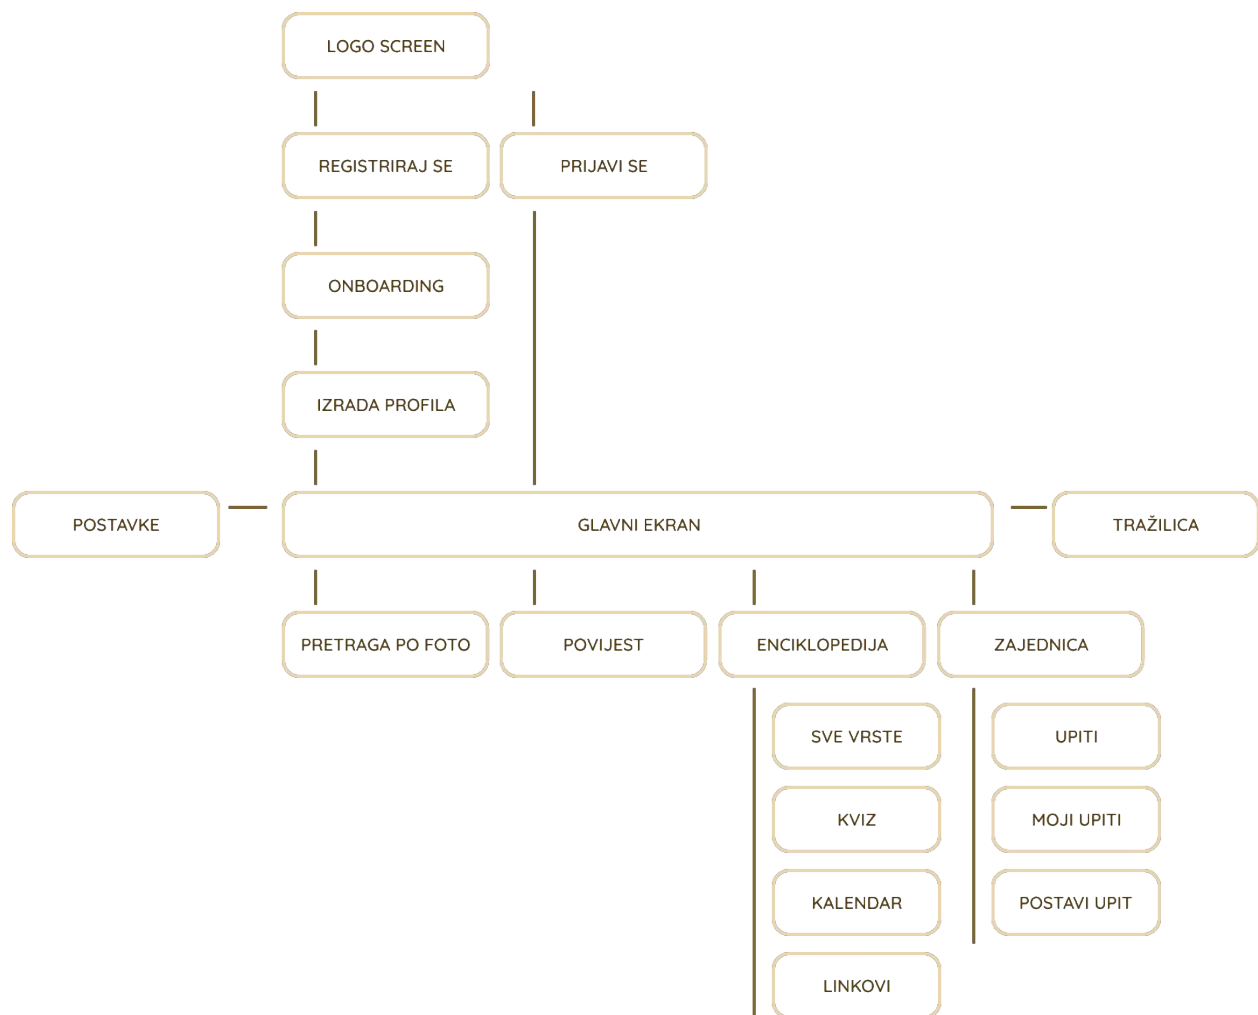 LOGO SCREEN
REGISTRIRAJ SE
PRIJAVI SE
ONBOARDING
IZRADA PROFILA
POSTAVKE
GLAVNI EKRAN
TRAŽILICA
PRETRAGA PO FOTO
POVIJEST
ENCIKLOPEDIJA
ZAJEDNICA
SVE VRSTE
UPITI
KVIZ
MOJI UPITI
KALENDAR
POSTAVI UPIT
LINKOVI